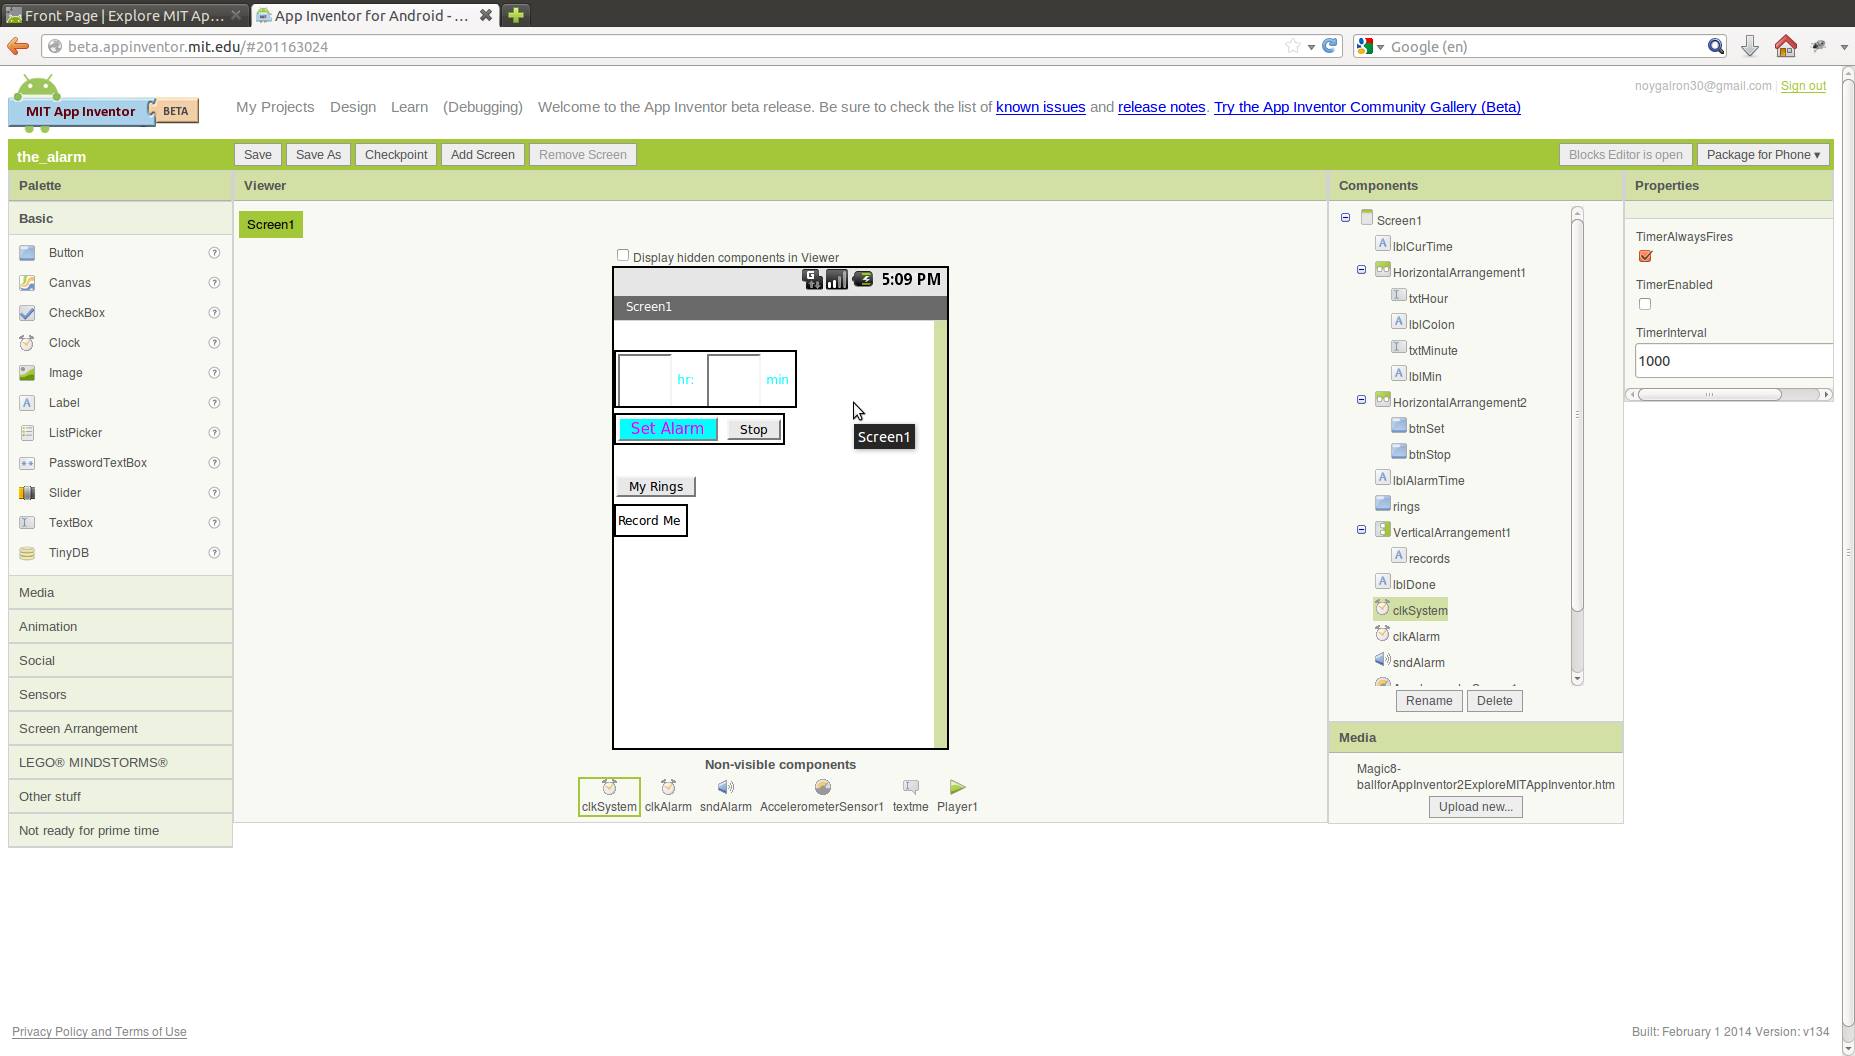 Front Page | Explore MIT Ap...
App Inventor for Android - ...
beta.appinventor.mit.edu/#201163024
Google (en)
noygalron30@gmail.com | Sign out
MIT App Inventor BETA
My Projects Design Learn (Debugging) Welcome to the App Inventor beta release. Be sure to check the list of known issues and release notes. Try the App Inventor Community Gallery (Beta)
the_alarm
Save Save As Checkpoint Add Screen Remove Screen
Blocks Editor is open Package for Phone ▾
Palette
Basic
Button ?
Canvas ?
CheckBox ?
Clock ?
Image ?
Label ?
ListPicker ?
PasswordTextBox ?
Slider ?
TextBox ?
TinyDB ?
Media
Animation
Social
Sensors
Screen Arrangement
LEGO® MINDSTORMS®
Other stuff
Not ready for prime time
Viewer
Screen1
Display hidden components in Viewer
5:09 PM
Screen1
hr: min
Set Alarm Stop
Screen1
My Rings
Record Me
Non-visible components
clkSystem clkAlarm sndAlarm AccelerometerSensor1 textme Player1
Components
Screen1
lblCurTime
HorizontalArrangement1
txtHour
lblColon
txtMinute
lblMin
HorizontalArrangement2
btnSet
btnStop
lblAlarmTime
rings
VerticalArrangement1
records
lblDone
clkSystem
clkAlarm
sndAlarm
Rename Delete
Media
Magic8-
ballforAppInventor2ExploreMITAppInventor.htm
Upload new...
Properties
TimerAlwaysFires
TimerEnabled
TimerInterval
1000
Privacy Policy and Terms of Use
Built: February 1 2014 Version: v134